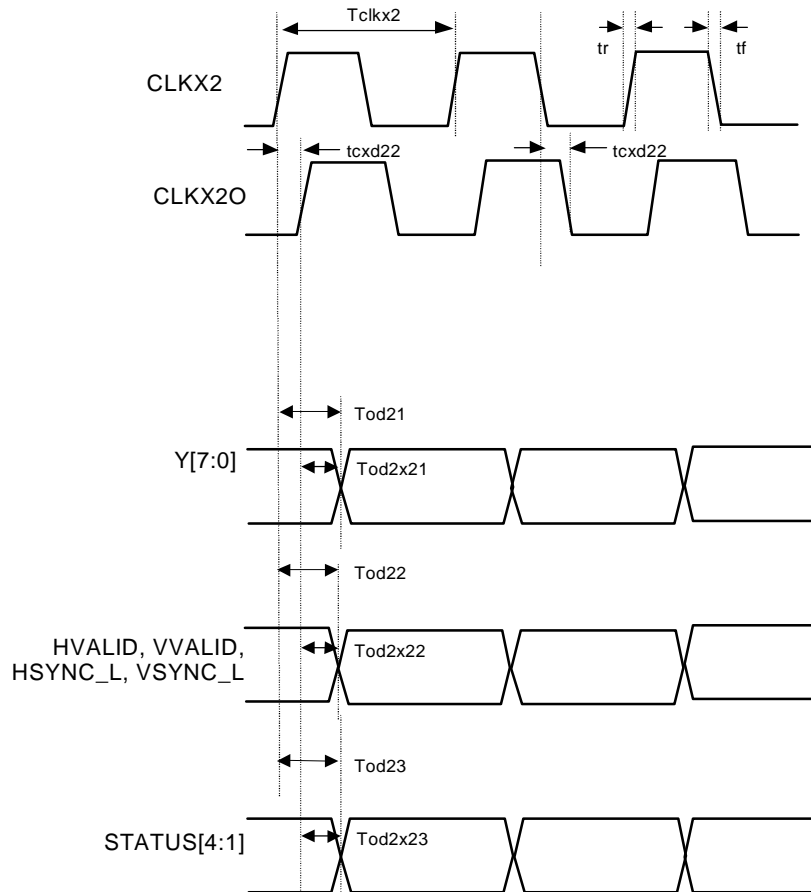 Tclkx2
tr
tf
CLKX2
tcxd22
tcxd22
CLKX2O
Tod21
Y[7:0]
Tod2x21
Tod22
HVALID, VVALID,
HSYNC_L, VSYNC_L
Tod2x22
Tod23
STATUS[4:1]
Tod2x23